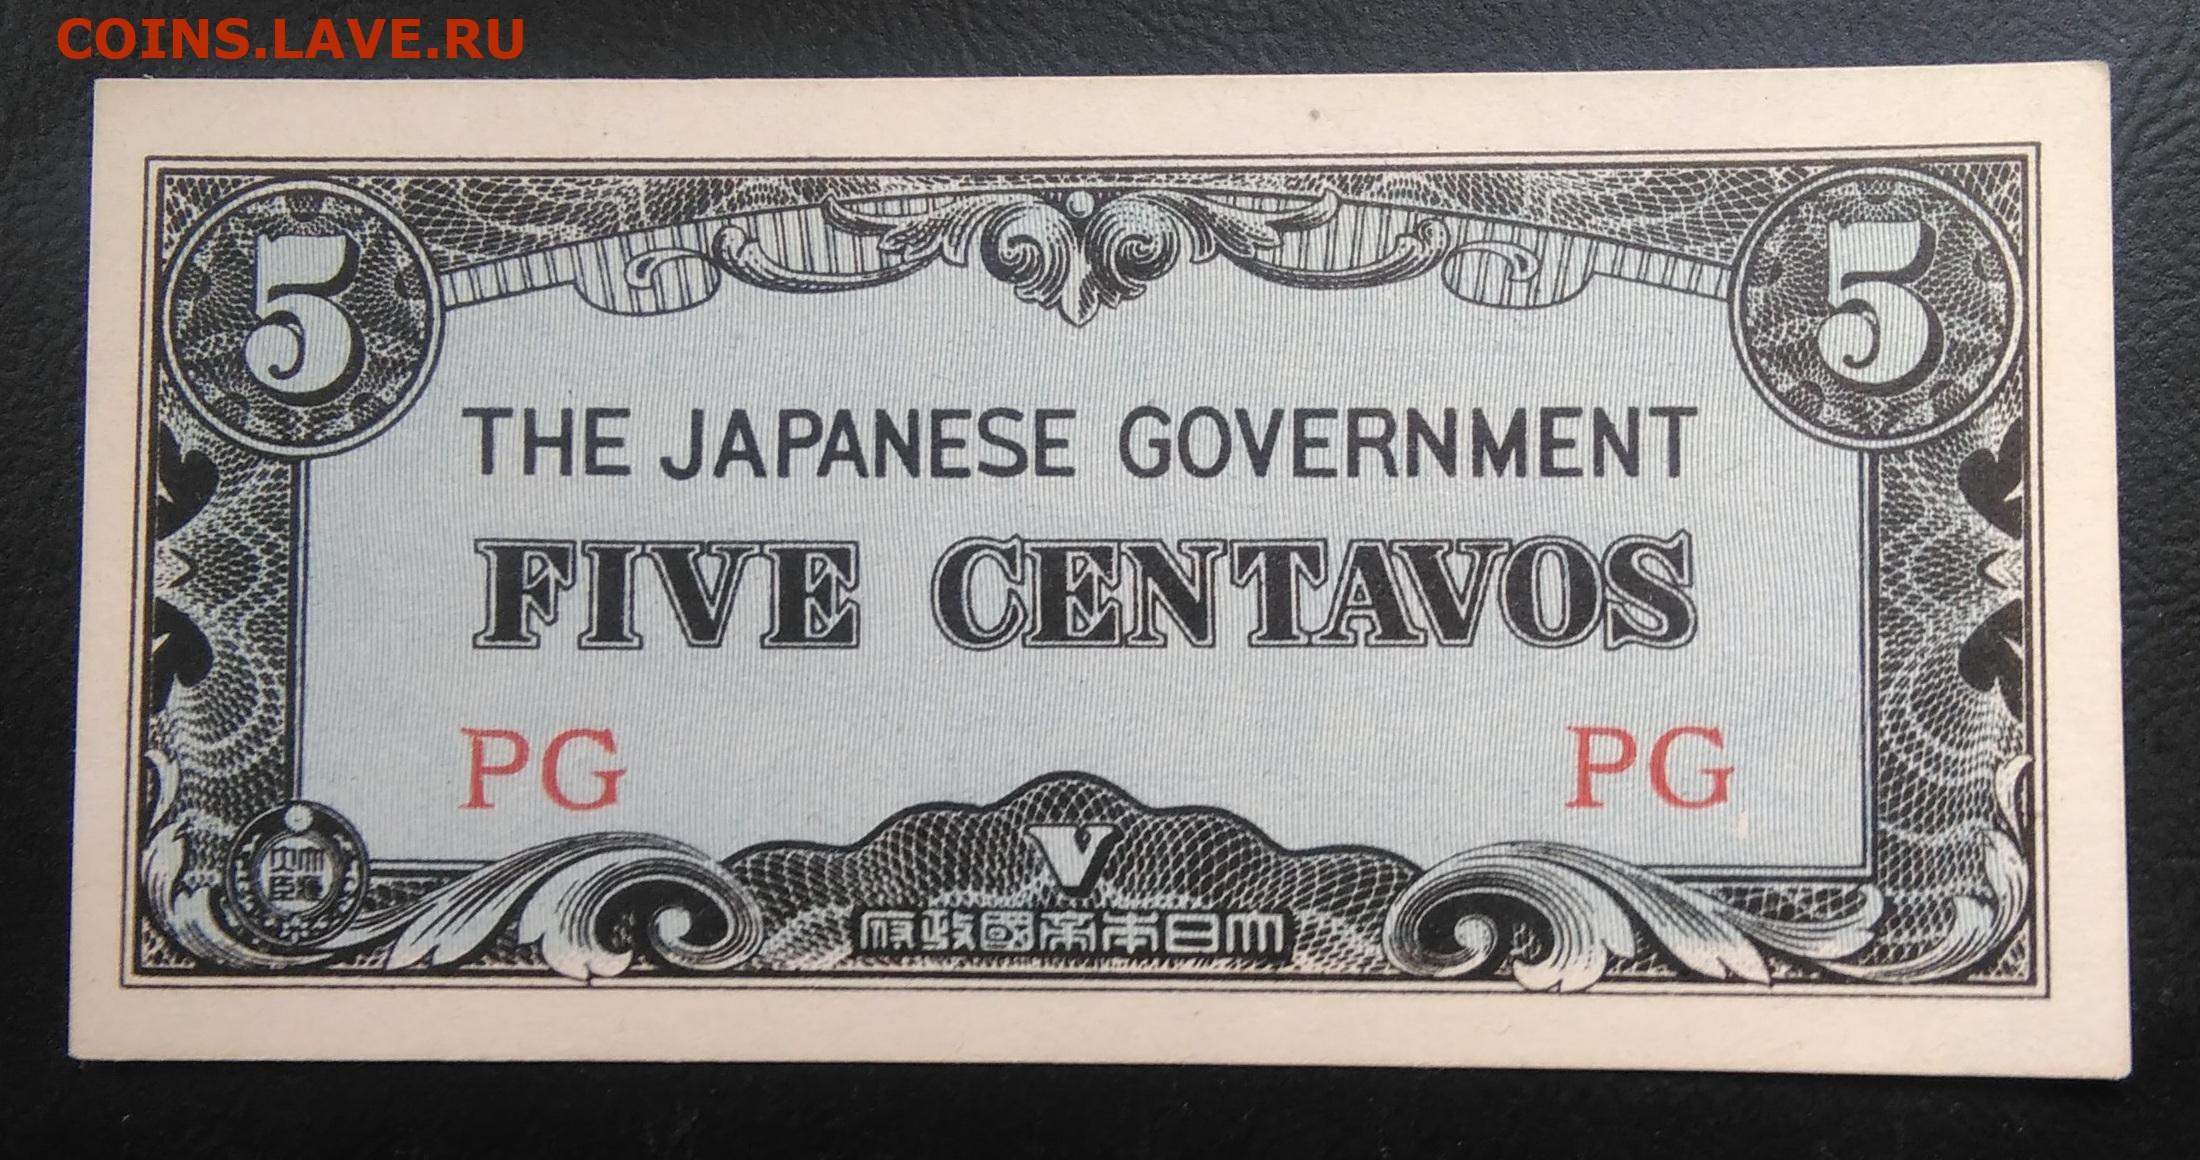 COINS.LAVE.RU
5 5
THE JAPANESE GOVERNMENT
FIVE CENTAVOS
PG PG
V
府政國帝本日大